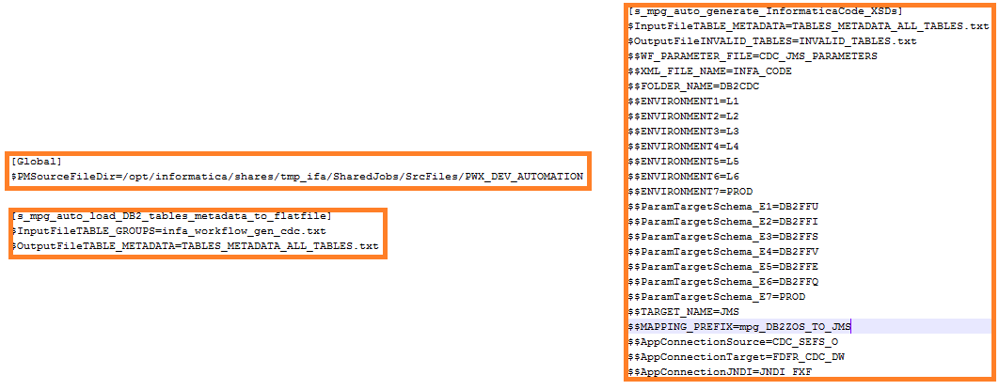 [Global]
$PMSourceFileDir=/opt/informatica/shares/tmp_ifa/SharedJobs/SrcFiles/PWX_DEV_AUTOMATION
[s_mpg_auto_load_DB2_tables_metadata_to_flatfile]
$InputFileTABLE_GROUPS=infa_workflow_gen_cdc.txt
$OutputFileTABLE_METADATA=TABLES_METADATA_ALL_TABLES.txt
[s_mpg_auto_generate_InformaticaCode_XSDs]
$InputFileTABLE_METADATA=TABLES_METADATA_ALL_TABLES.txt
$OutputFileINVALID_TABLES=INVALID_TABLES.txt
$$WF_PARAMETER_FILE=CDC_JMS_PARAMETERS
$$XML_FILE_NAME=INFA_CODE
$$FOLDER_NAME=DB2CDC
$$ENVIRONMENT1=L1
$$ENVIRONMENT2=L2
$$ENVIRONMENT3=L3
$$ENVIRONMENT4=L4
$$ENVIRONMENT5=L5
$$ENVIRONMENT6=L6
$$ENVIRONMENT7=PROD
$$ParamTargetSchema_E1=DB2FFU
$$ParamTargetSchema_E2=DB2FFI
$$ParamTargetSchema_E3=DB2FFS
$$ParamTargetSchema_E4=DB2FFV
$$ParamTargetSchema_E5=DB2FFE
$$ParamTargetSchema_E6=DB2FFQ
$$ParamTargetSchema_E7=PROD
$$TARGET_NAME=JMS
$$MAPPING_PREFIX=mpg_DB2ZOS_TO_JMS
$$AppConnectionSource=CDC_SEFS_O
$$AppConnectionTarget=FDFR_CDC_DW
$$AppConnectionJNDI=JNDI_FXF